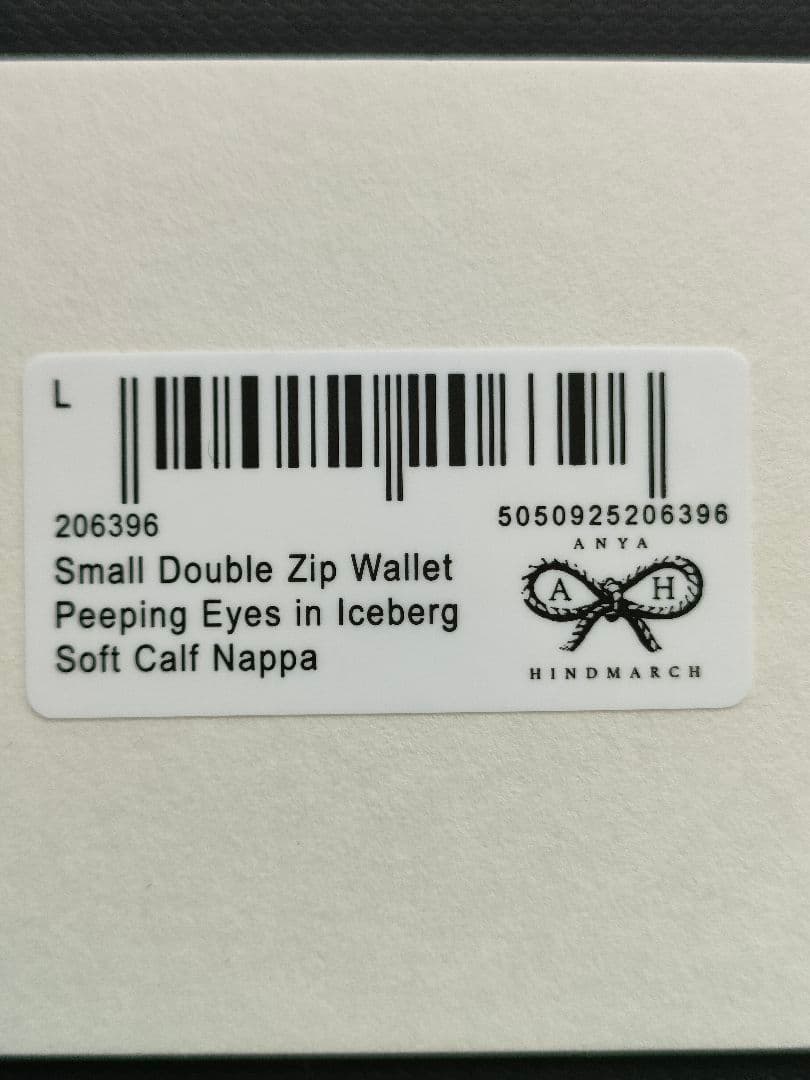 L
206396
5050925206396
Small Double Zip Wallet
Peeping Eyes in Iceberg
Soft Calf Nappa
ANYA
A H
HINDMARCH